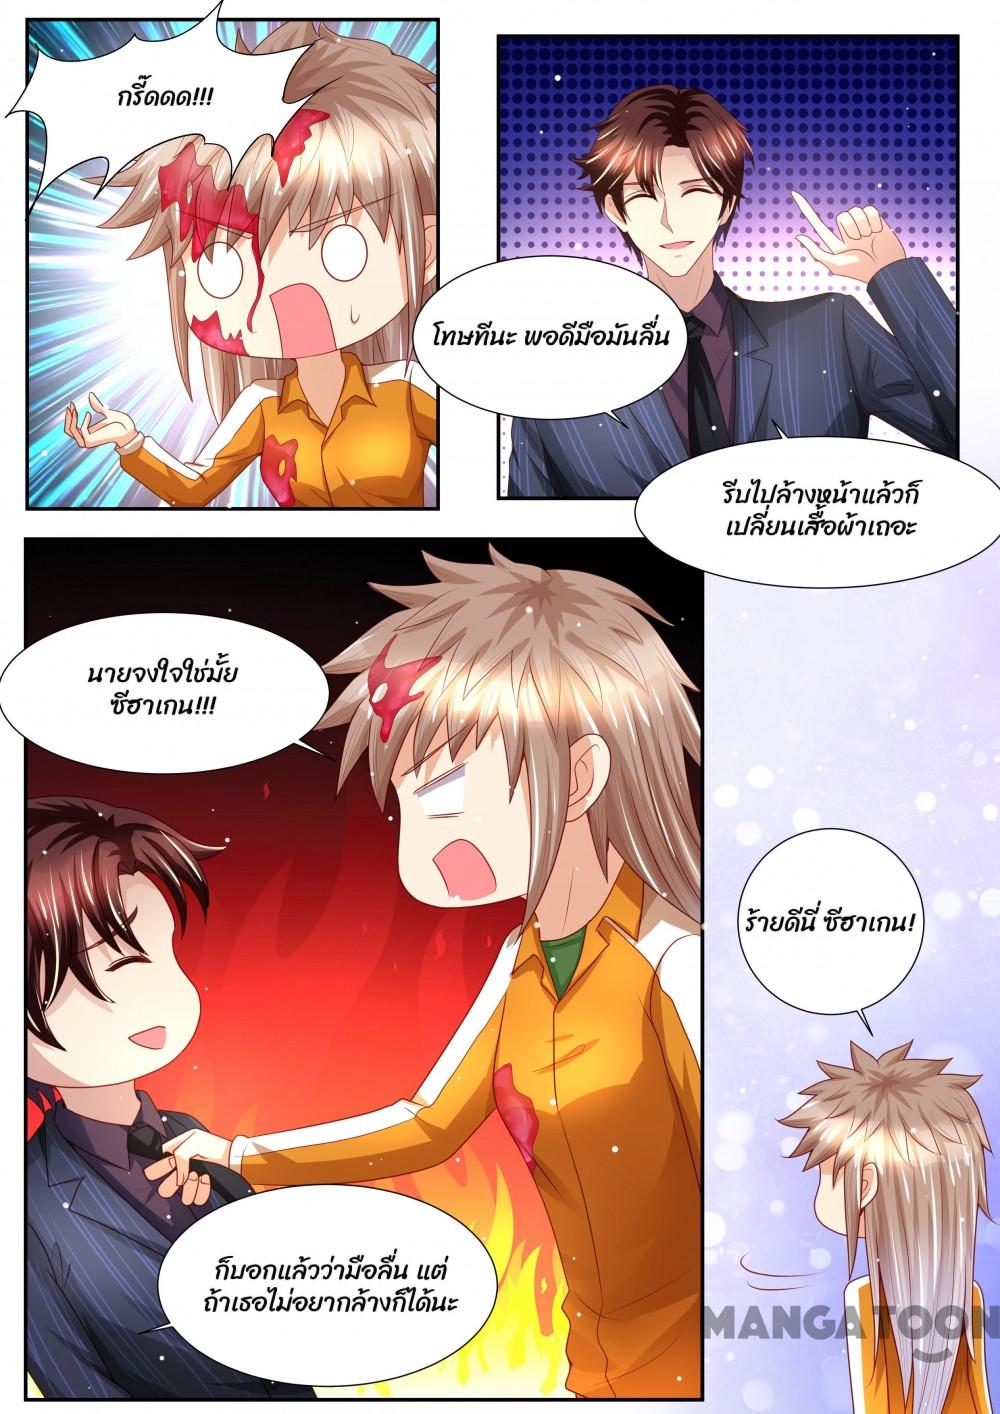 กรี๊ดดด!!!
โทษทีนะ พอดีมือมันลื่น
รีบไปล้างหน้าแล้วก็
เปลี่ยนเสื้อผ้าเถอะ
นายจงใจใช่มั้ย
ซีฮาเกน!!!
ร้ายดีนี่ ซีฮาเกน!
ก็บอกแล้วว่ามือลื่น แต่
ถ้าเธอไม่อยากล้างก็ได้นะ
MANGATOON